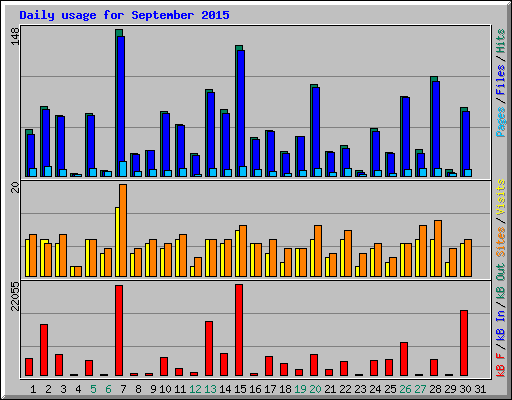 Daily usage for September 2015
148
Pages / Files / Hits
20
Sites / Visits
22055
kB F / kB In / kB Out
1 2 3 4 5 6 7 8 9 10 11 12 13 14 15 16 17 18 19 20 21 22 23 24 25 26 27 28 29 30 31